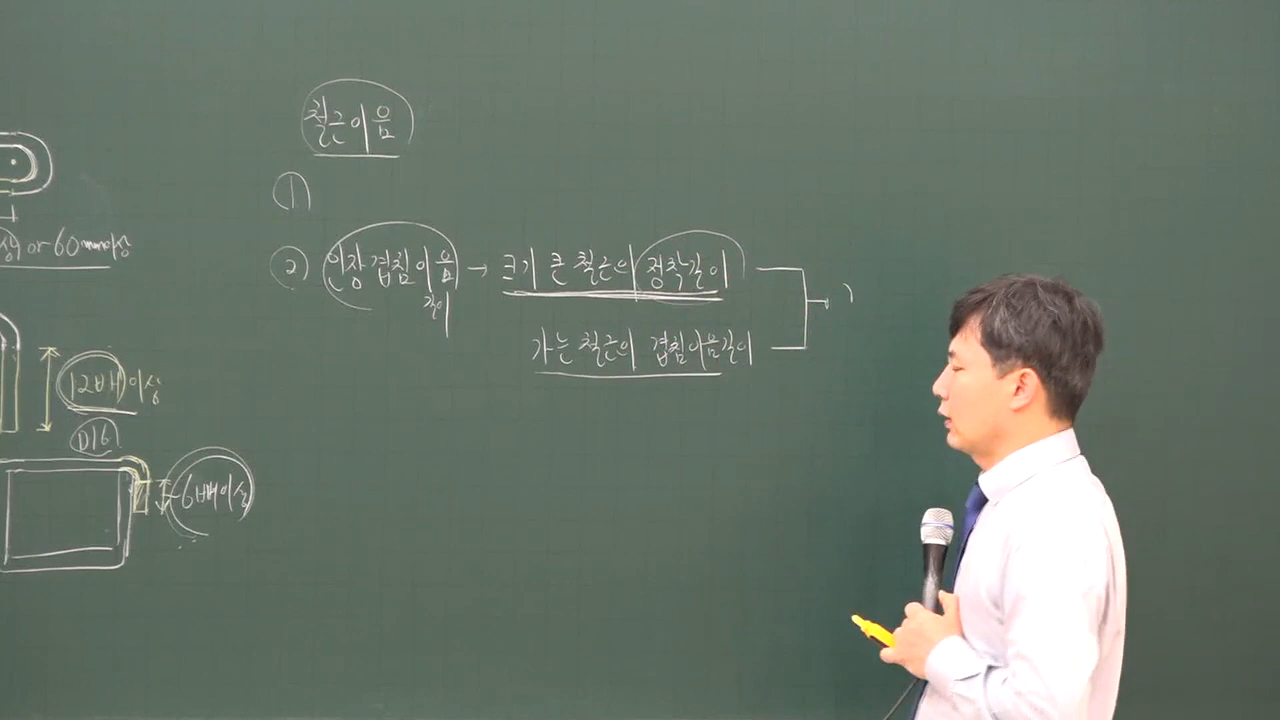 철근이음
①
② 인장겹침이음 → 크기 큰 철근의 정착길이
길이
가는 철근의 겹침이음길이
or 60mm이상
12배이상
D16
6배이상